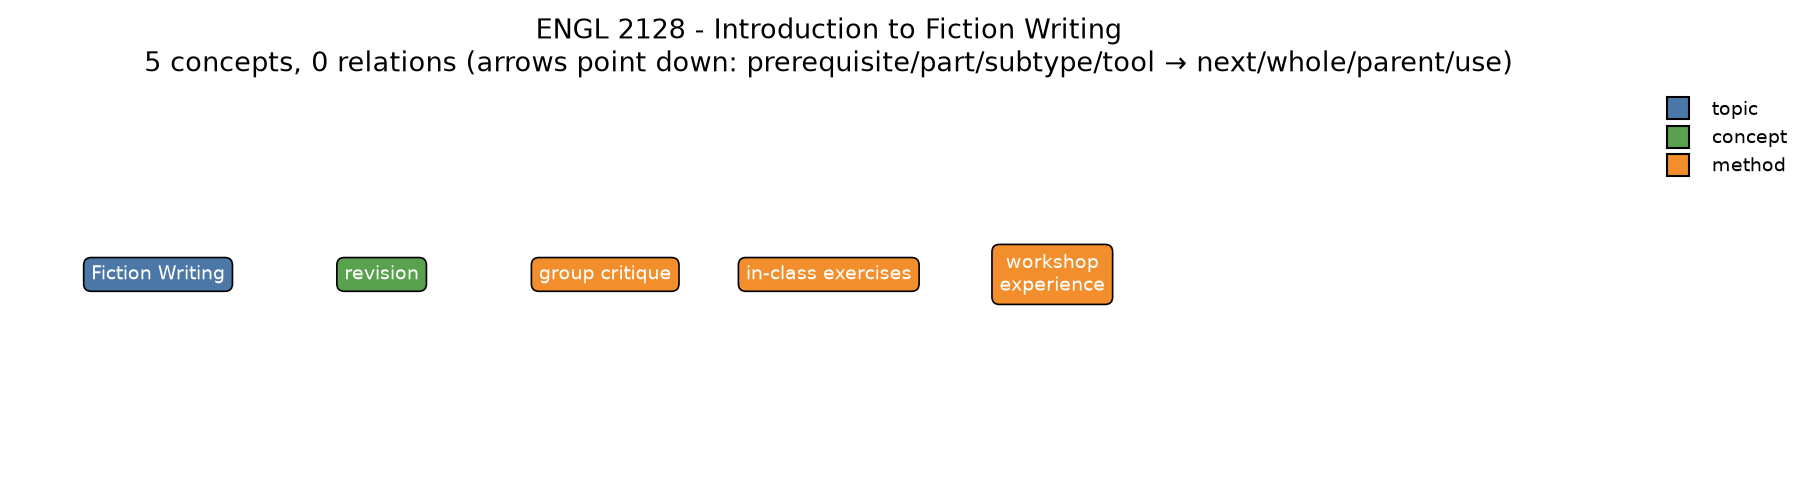 ENGL 2128 - Introduction to Fiction Writing
5 concepts, 0 relations (arrows point down: prerequisite/part/subtype/tool → next/whole/parent/use)
topic
concept
method
Fiction Writing
revision
group critique
in-class exercises
workshop
experience